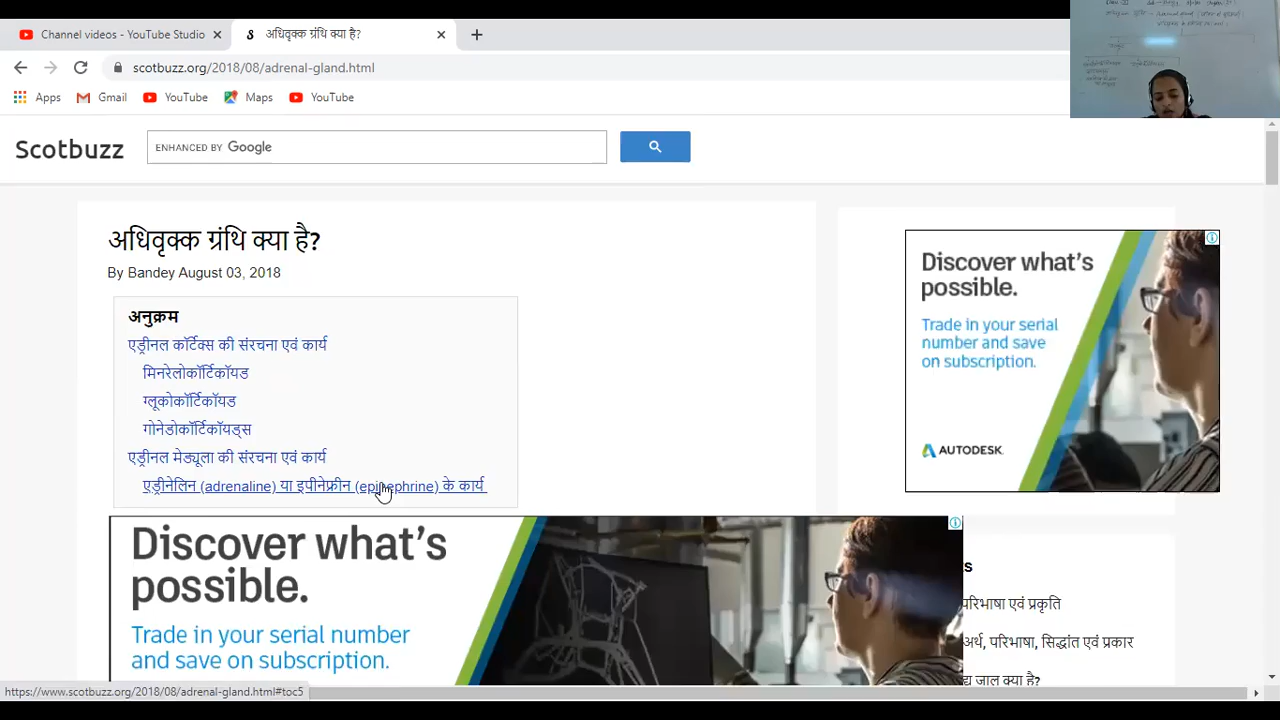 Channel videos - YouTube Studio
अधिवृक्क ग्रंथि क्या है?
scotbuzz.org/2018/08/adrenal-gland.html
Apps Gmail YouTube Maps YouTube
Scotbuzz
ENHANCED BY Google
अधिवृक्क ग्रंथि क्या है?
By Bandey August 03, 2018
अनुक्रम
एड्रीनल कॉर्टेक्स की संरचना एवं कार्य
मिनरेलोकॉर्टिकॉयड
ग्लूकोकॉर्टिकॉयड
गोनेडोकॉर्टिकॉयड्स
एड्रीनल मेड्यूला की संरचना एवं कार्य
एड्रीनेलिन (adrenaline) या इपीनेफ्रीन (epinephrine) के कार्य
Discover what's
possible.
Trade in your serial
number and save
on subscription.
AUTODESK.
Discover what's
possible.
Trade in your serial number
and save on subscription.
परिभाषा एवं प्रकृति
अर्थ, परिभाषा, सिद्धांत एवं प्रकार
जाल क्या है?
https://www.scotbuzz.org/2018/08/adrenal-gland.html#toc5